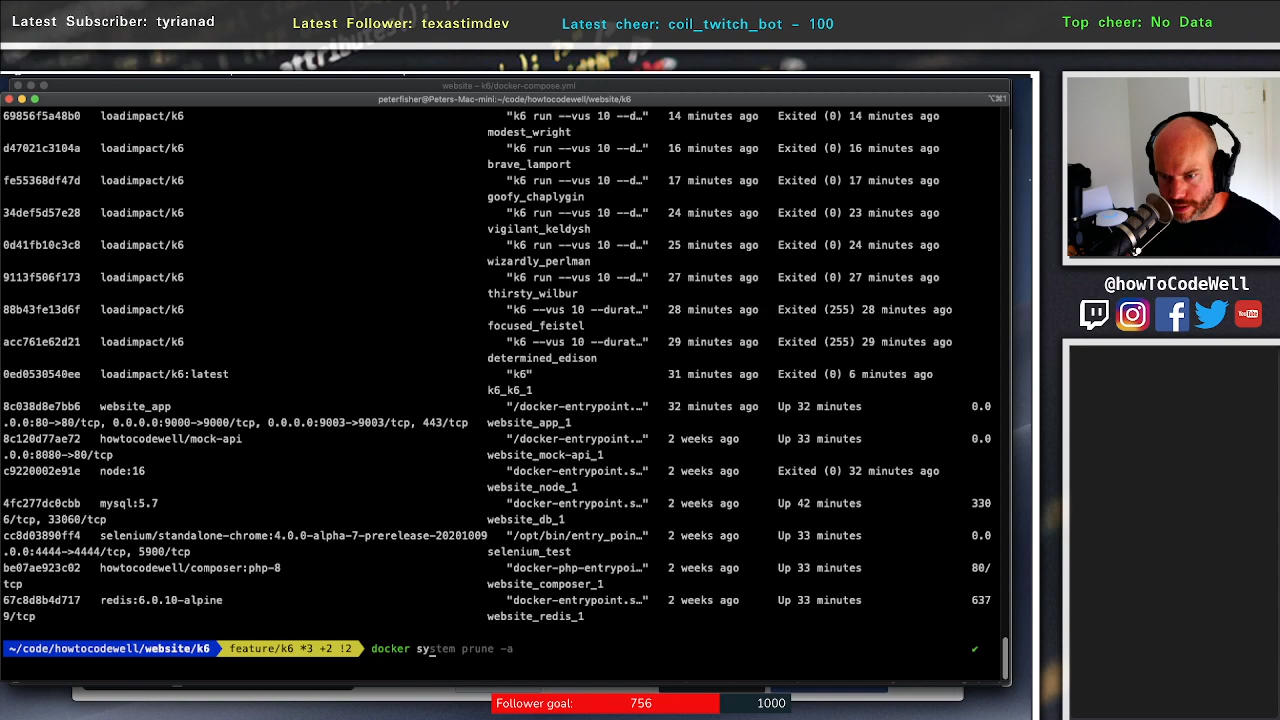 Latest Subscriber: tyrianad
Latest Follower: texastimdev
Latest cheer: coil_twitch_bot - 100
Top cheer: No Data
website – k6/docker-compose.yml
peterfisher@Peters-Mac-mini:~/code/howtocodewell/website/k6
⌥⌘1
69856f5a48b0 loadimpact/k6 "k6 run --vus 10 --d…" 14 minutes ago Exited (0) 14 minutes ago
modest_wright
d47021c3104a loadimpact/k6 "k6 run --vus 10 --d…" 16 minutes ago Exited (0) 16 minutes ago
brave_lamport
fe55368df47d loadimpact/k6 "k6 run --vus 10 --d…" 17 minutes ago Exited (0) 17 minutes ago
goofy_chaplygin
34def5d57e28 loadimpact/k6 "k6 run --vus 10 --d…" 24 minutes ago Exited (0) 23 minutes ago
vigilant_keldysh
0d41fb10c3c8 loadimpact/k6 "k6 run --vus 10 --d…" 25 minutes ago Exited (0) 24 minutes ago
wizardly_perlman
9113f506f173 loadimpact/k6 "k6 run --vus 10 --d…" 27 minutes ago Exited (0) 27 minutes ago
thirsty_wilbur
88b43fe13d6f loadimpact/k6 "k6 --vus 10 --durat…" 28 minutes ago Exited (255) 28 minutes ago
focused_feistel
acc761e62d21 loadimpact/k6 "k6 --vus 10 --durat…" 29 minutes ago Exited (255) 29 minutes ago
determined_edison
0ed0530540ee loadimpact/k6:latest "k6" 31 minutes ago Exited (0) 6 minutes ago
k6_k6_1
8c038d8e7bb6 website_app "/docker-entrypoint.…" 32 minutes ago Up 32 minutes 0.0
.0.0:80->80/tcp, 0.0.0.0:9000->9000/tcp, 0.0.0.0:9003->9003/tcp, 443/tcp website_app_1
8c120d77ae72 howtocodewell/mock-api "/docker-entrypoint.…" 2 weeks ago Up 33 minutes 0.0
.0.0:8080->80/tcp website_mock-api_1
c9220002e91e node:16 "docker-entrypoint.s…" 2 weeks ago Exited (0) 32 minutes ago
website_node_1
4fc277dc0cbb mysql:5.7 "docker-entrypoint.s…" 2 weeks ago Up 42 minutes 330
6/tcp, 33060/tcp website_db_1
cc8d03890ff4 selenium/standalone-chrome:4.0.0-alpha-7-prerelease-20201009 "/opt/bin/entry_poin…" 2 weeks ago Up 33 minutes 0.0
.0.0:4444->4444/tcp, 5900/tcp selenium_test
be07ae923c02 howtocodewell/composer:php-8 "docker-php-entrypoi…" 2 weeks ago Up 33 minutes 80/
tcp website_composer_1
67c8d8b4d717 redis:6.0.10-alpine "docker-entrypoint.s…" 2 weeks ago Up 33 minutes 637
9/tcp website_redis_1
~/code/howtocodewell/website/k6 feature/k6 *3 +2 !2 docker system prune -a ✔
@howToCodeWell
You Tube
Follower goal: 756 1000